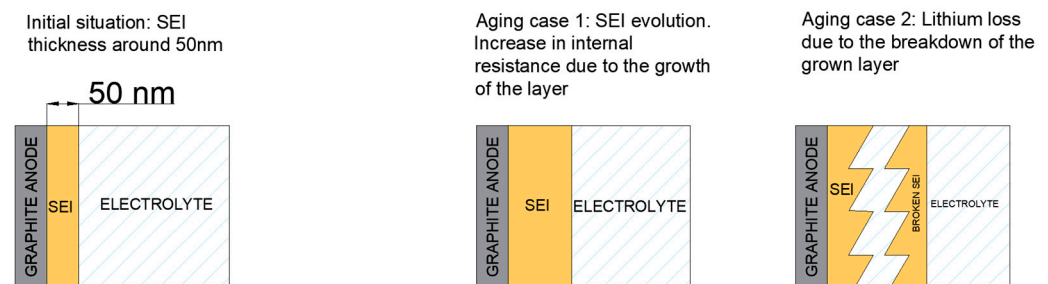 Initial situation: SEI
thickness around 50nm
50 nm
GRAPHITE ANODE
SEI
ELECTROLYTE
Aging case 1: SEI evolution.
Increase in internal
resistance due to the growth
of the layer
GRAPHITE ANODE
SEI
ELECTROLYTE
Aging case 2: Lithium loss
due to the breakdown of the
grown layer
GRAPHITE ANODE
SEI
BROKEN SEI
ELECTROLYTE